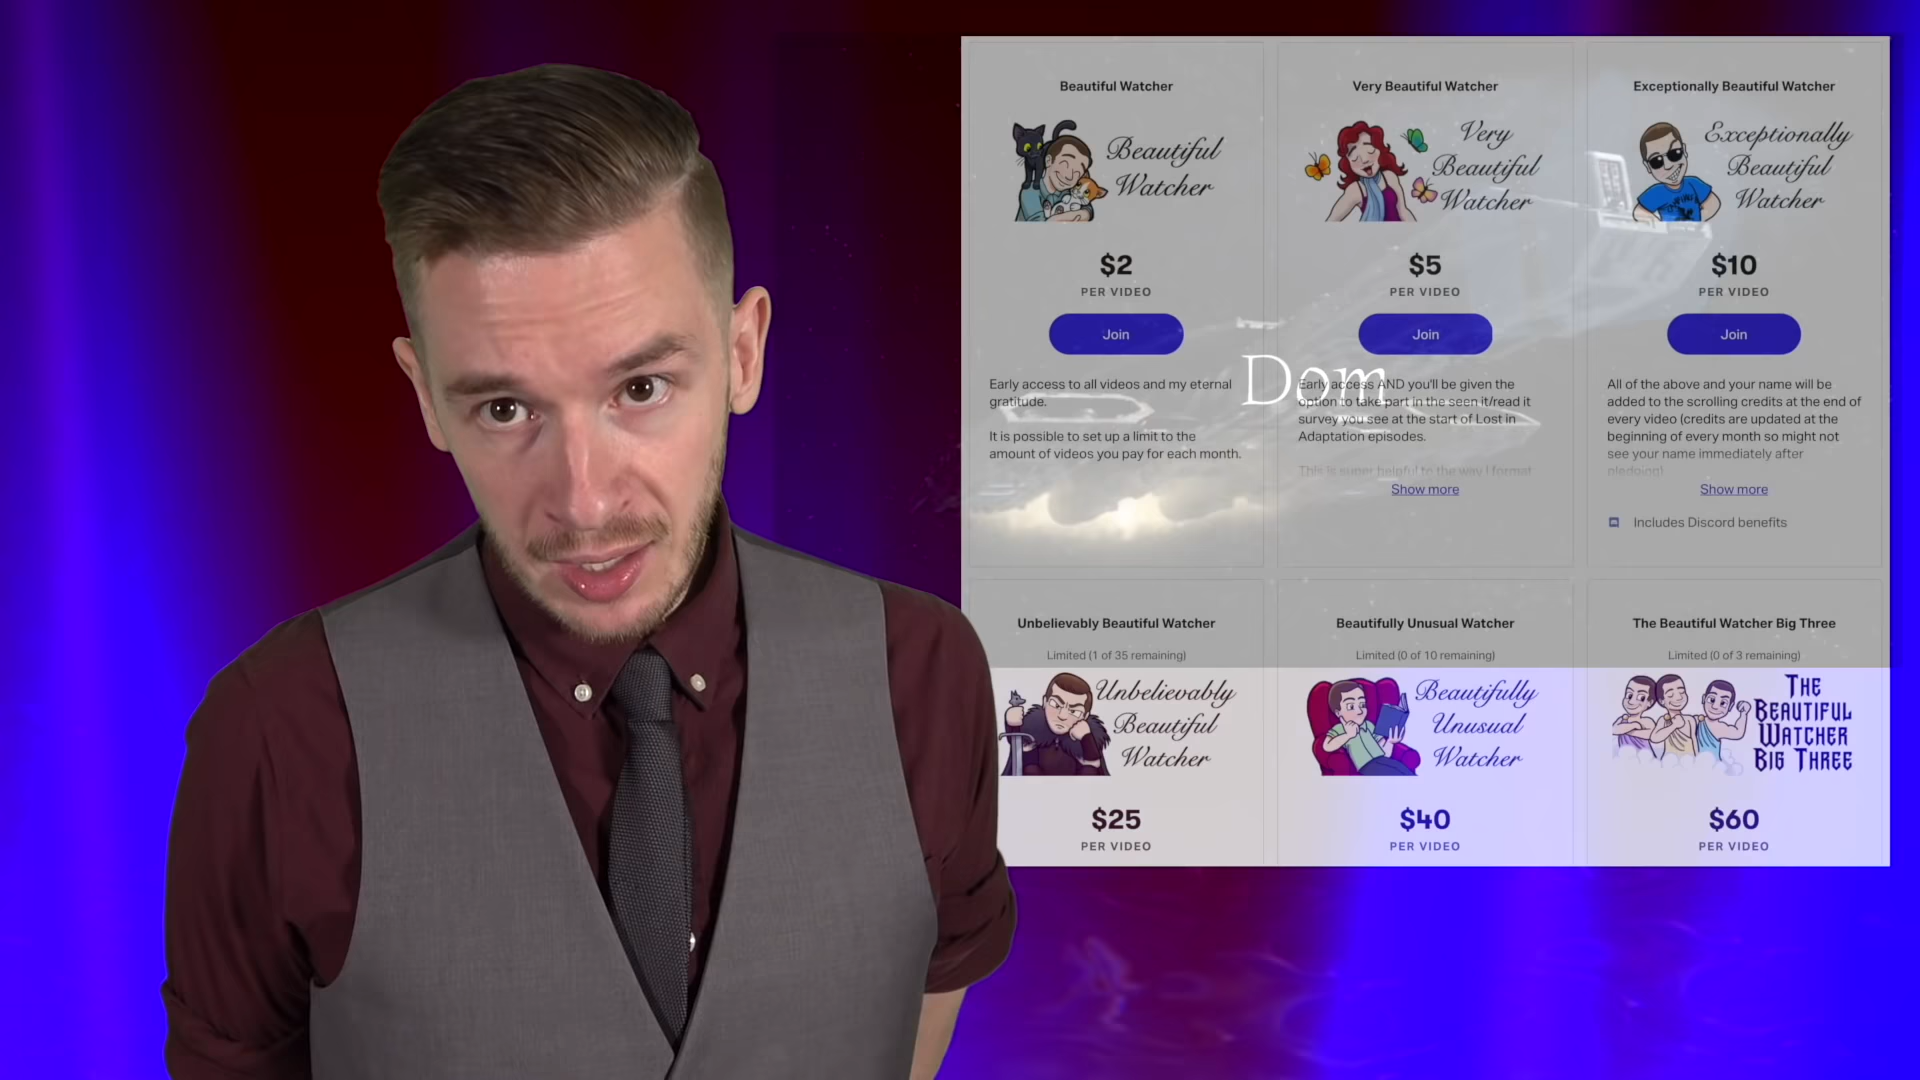 Beautiful Watcher
Beautiful
Watcher
$2
PER VIDEO
Join
Early access to all videos and my eternal
gratitude.
It is possible to set up a limit to the
amount of videos you pay for each month.
Very Beautiful Watcher
Very
Beautiful
Watcher
$5
PER VIDEO
Join
Early access AND you'll be given the
option to take part in the seen it/read it
survey you see at the start of Lost in
Adaptation episodes.
This is super helpful to the way I format
Show more
Exceptionally Beautiful Watcher
Exceptionally
Beautiful
Watcher
$10
PER VIDEO
Join
All of the above and your name will be
added to the scrolling credits at the end of
every video (credits are updated at the
beginning of every month so might not
see your name immediately after
pledging)
Show more
Includes Discord benefits
Dom
Unbelievably Beautiful Watcher
Limited (1 of 35 remaining)
Unbelievably
Beautiful
Watcher
$25
PER VIDEO
Beautifully Unusual Watcher
Limited (0 of 10 remaining)
Beautifully
Unusual
Watcher
$40
PER VIDEO
The Beautiful Watcher Big Three
Limited (0 of 3 remaining)
THE
BEAUTIFUL
WATCHER
BIG THREE
$60
PER VIDEO